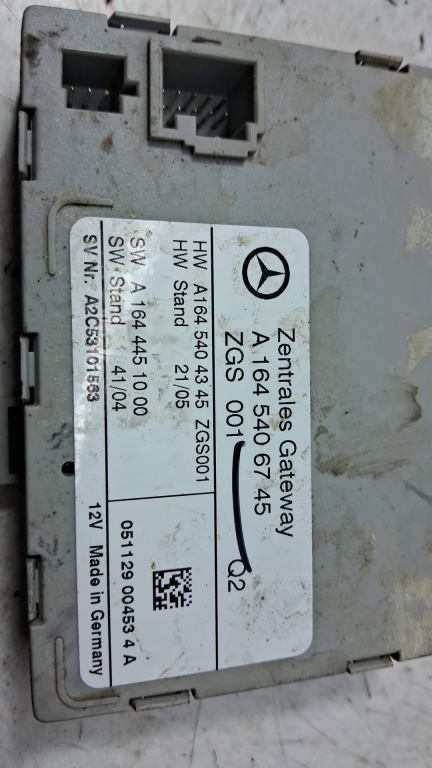 Zentrales Gateway
A 164 540 67 45
ZGS 001 Q2
HW A164 540 43 45 ZGS001
HW Stand 21/05
SW A 164 445 10 00
SW Stand 41/04
SV Nr. A2C53101583
051129 00453 4 A
12V Made in Germany